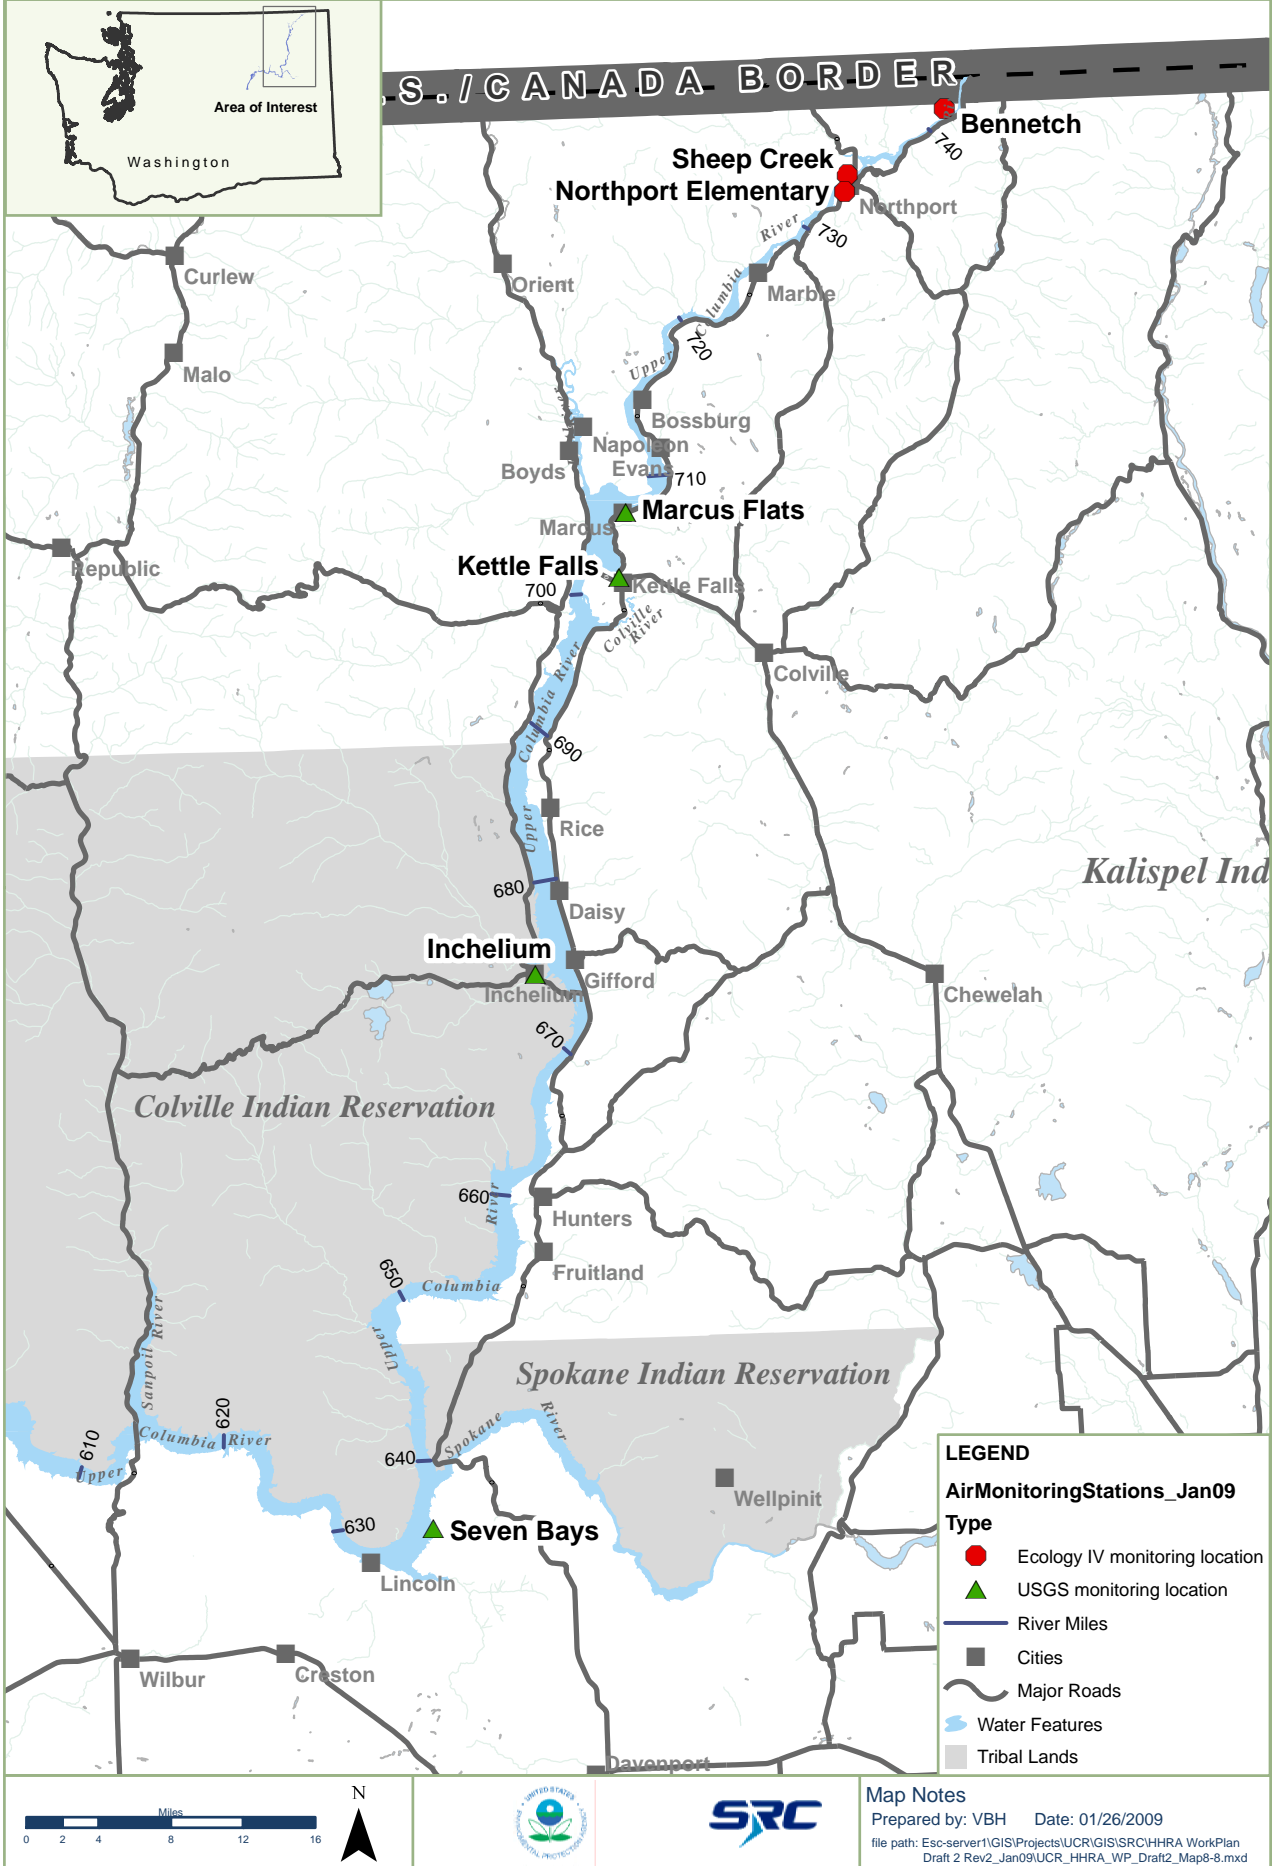 Area of Interest
Washington
.S./CANADA BORDER
Bennetch
740
Sheep Creek
Northport Elementary
Northport
River
730
Curlew
Orient
Columbia
Marble
720
Malo
Upper
Bossburg
Napoleon
Boyds
Evans
710
Marcus Flats
Marcus
Republic
Kettle Falls
Kettle Falls
700
Colville
River
Colville
Columbia River
690
Upper
Rice
Kalispel Ind
680
Daisy
Inchelium
Gifford
Inchelium
Chewelah
670
Colville Indian Reservation
660
River
Hunters
650
Columbia
Fruitland
Upper
Sanpoil River
Spokane Indian Reservation
620
Columbia River
Spokane
River
610
Upper
640
Wellpinit
630
Seven Bays
Lincoln
Wilbur
Creston
Davenport
LEGEND
AirMonitoringStations_Jan09
Type
Ecology IV monitoring location
USGS monitoring location
River Miles
Cities
Major Roads
Water Features
Tribal Lands
Miles
0 2 4 8 12 16
N
UNITED STATES
ENVIRONMENTAL PROTECTION AGENCY
SRC
Map Notes
Prepared by: VBH Date: 01/26/2009
file path: Esc-server1\GIS\Projects\UCR\GIS\SRC\HHRA WorkPlan
Draft 2 Rev2_Jan09\UCR_HHRA_WP_Draft2_Map8-8.mxd